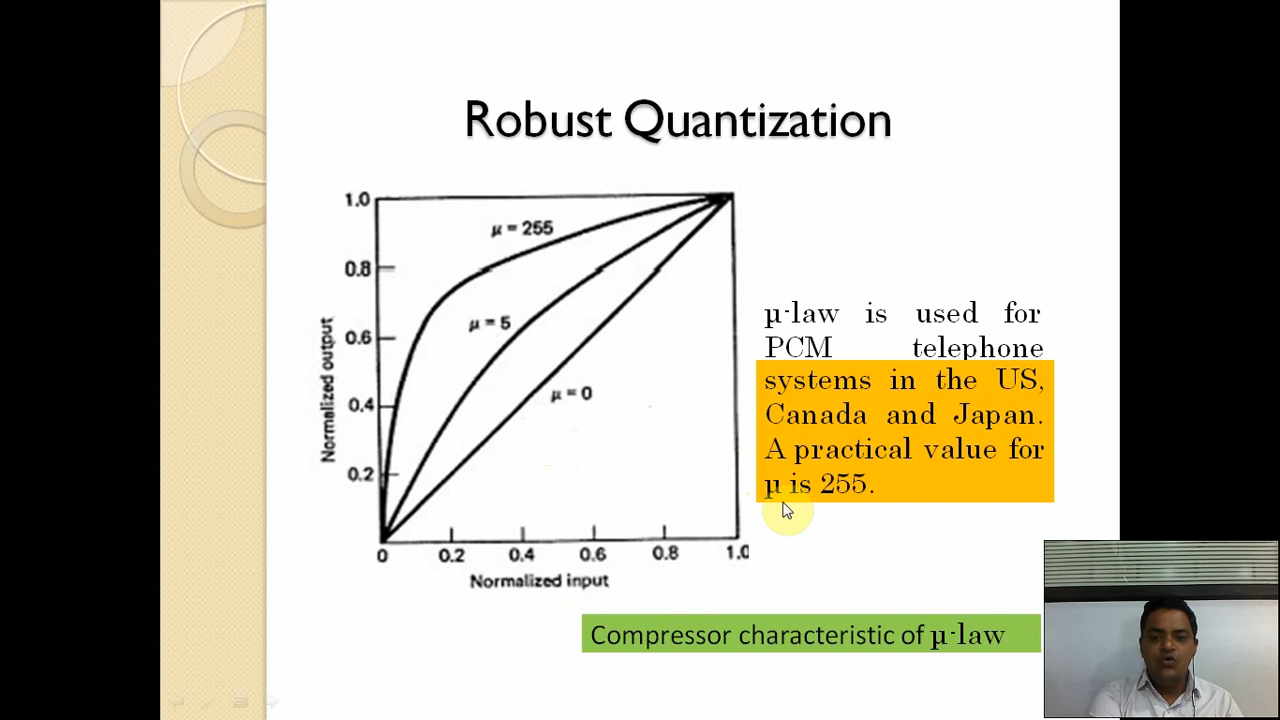 Robust Quantization
1.0
μ = 255
0.8
μ = 5
0.6
Normalized output
μ = 0
0.4
0.2
0 0.2 0.4 0.6 0.8 1.0
Normalized input
μ-law is used for
PCM telephone
systems in the US,
Canada and Japan.
A practical value for
μ is 255.
Compressor characteristic of μ-law